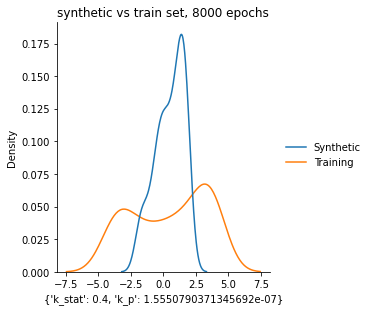 synthetic vs train set, 8000 epochs
0.175
0.150
0.125
0.100
0.075
0.050
0.025
0.000
Density
−7.5 −5.0 −2.5 0.0 2.5 5.0 7.5
{'k_stat': 0.4, 'k_p': 1.5550790371345692e-07}
Synthetic
Training